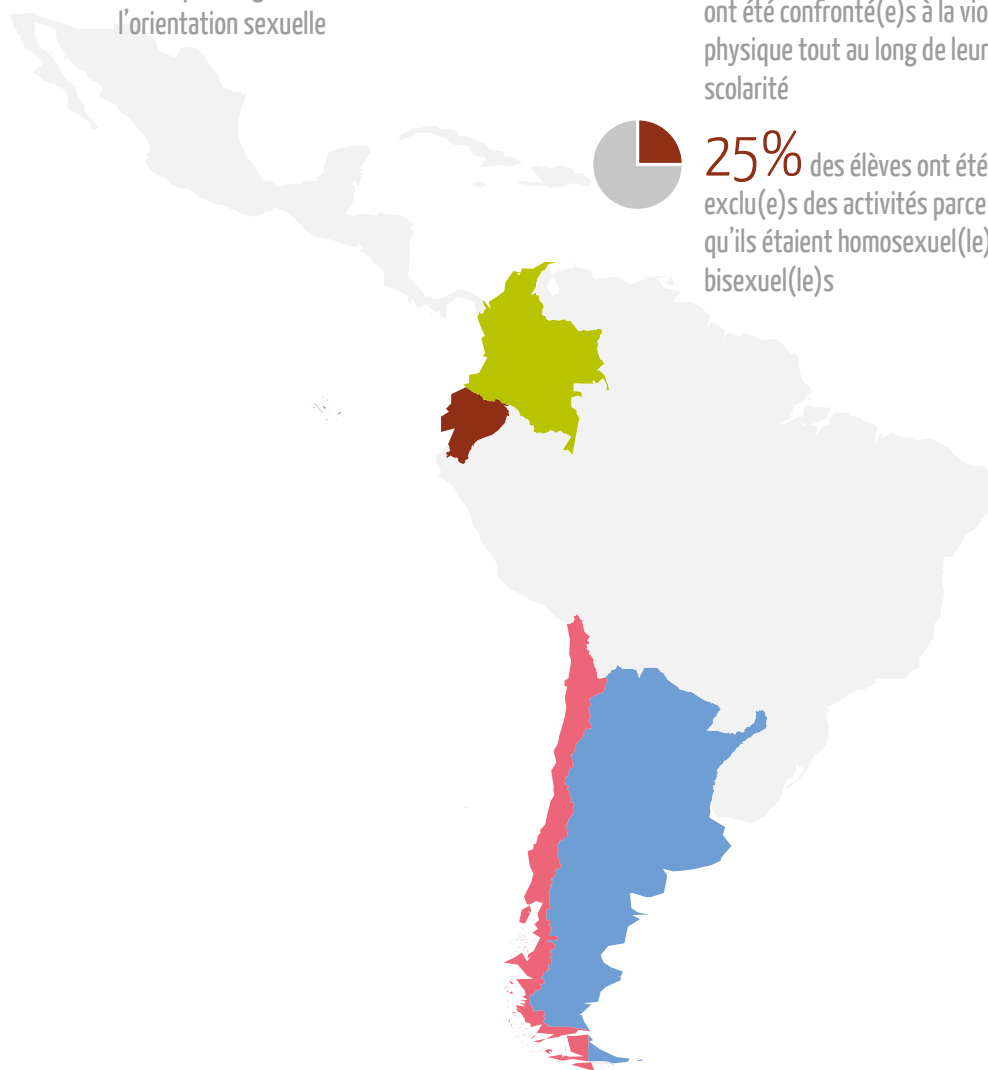 l’orientation sexuelle
ont été confronté(e)s à la vio
physique tout au long de leur
scolarité
25% des élèves ont été
exclu(e)s des activités parce
qu’ils étaient homosexuel(le)
bisexuel(le)s